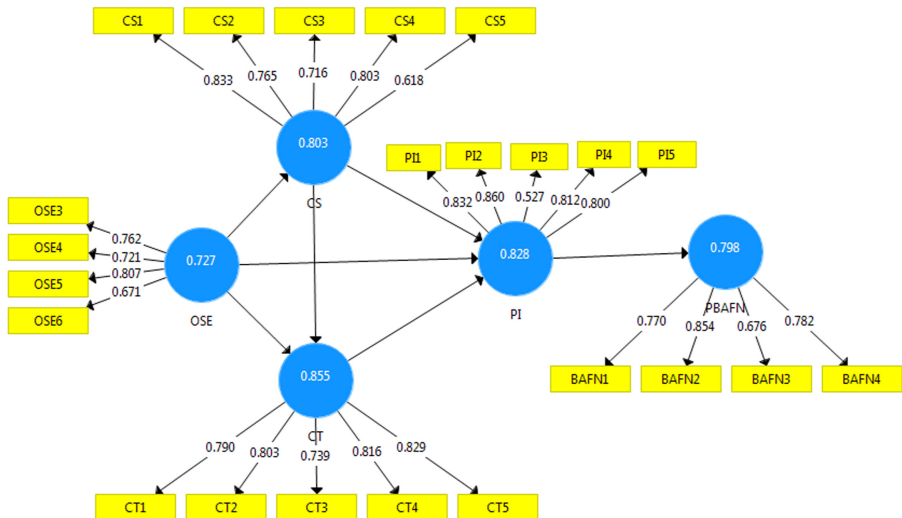 CS1 CS2 CS3 CS4 CS5
0.833 0.765 0.716 0.803 0.618
0.803
CS
PI1 PI2 PI3 PI4 PI5
0.832 0.860 0.527 0.812 0.800
OSE3
OSE4
OSE5
OSE6
0.762
0.721
0.807
0.671
0.727
OSE
0.828
PI
0.798
PBAFN
0.770 0.854 0.676 0.782
BAFN1 BAFN2 BAFN3 BAFN4
0.855
CT
0.790 0.803 0.739 0.816 0.829
CT1 CT2 CT3 CT4 CT5